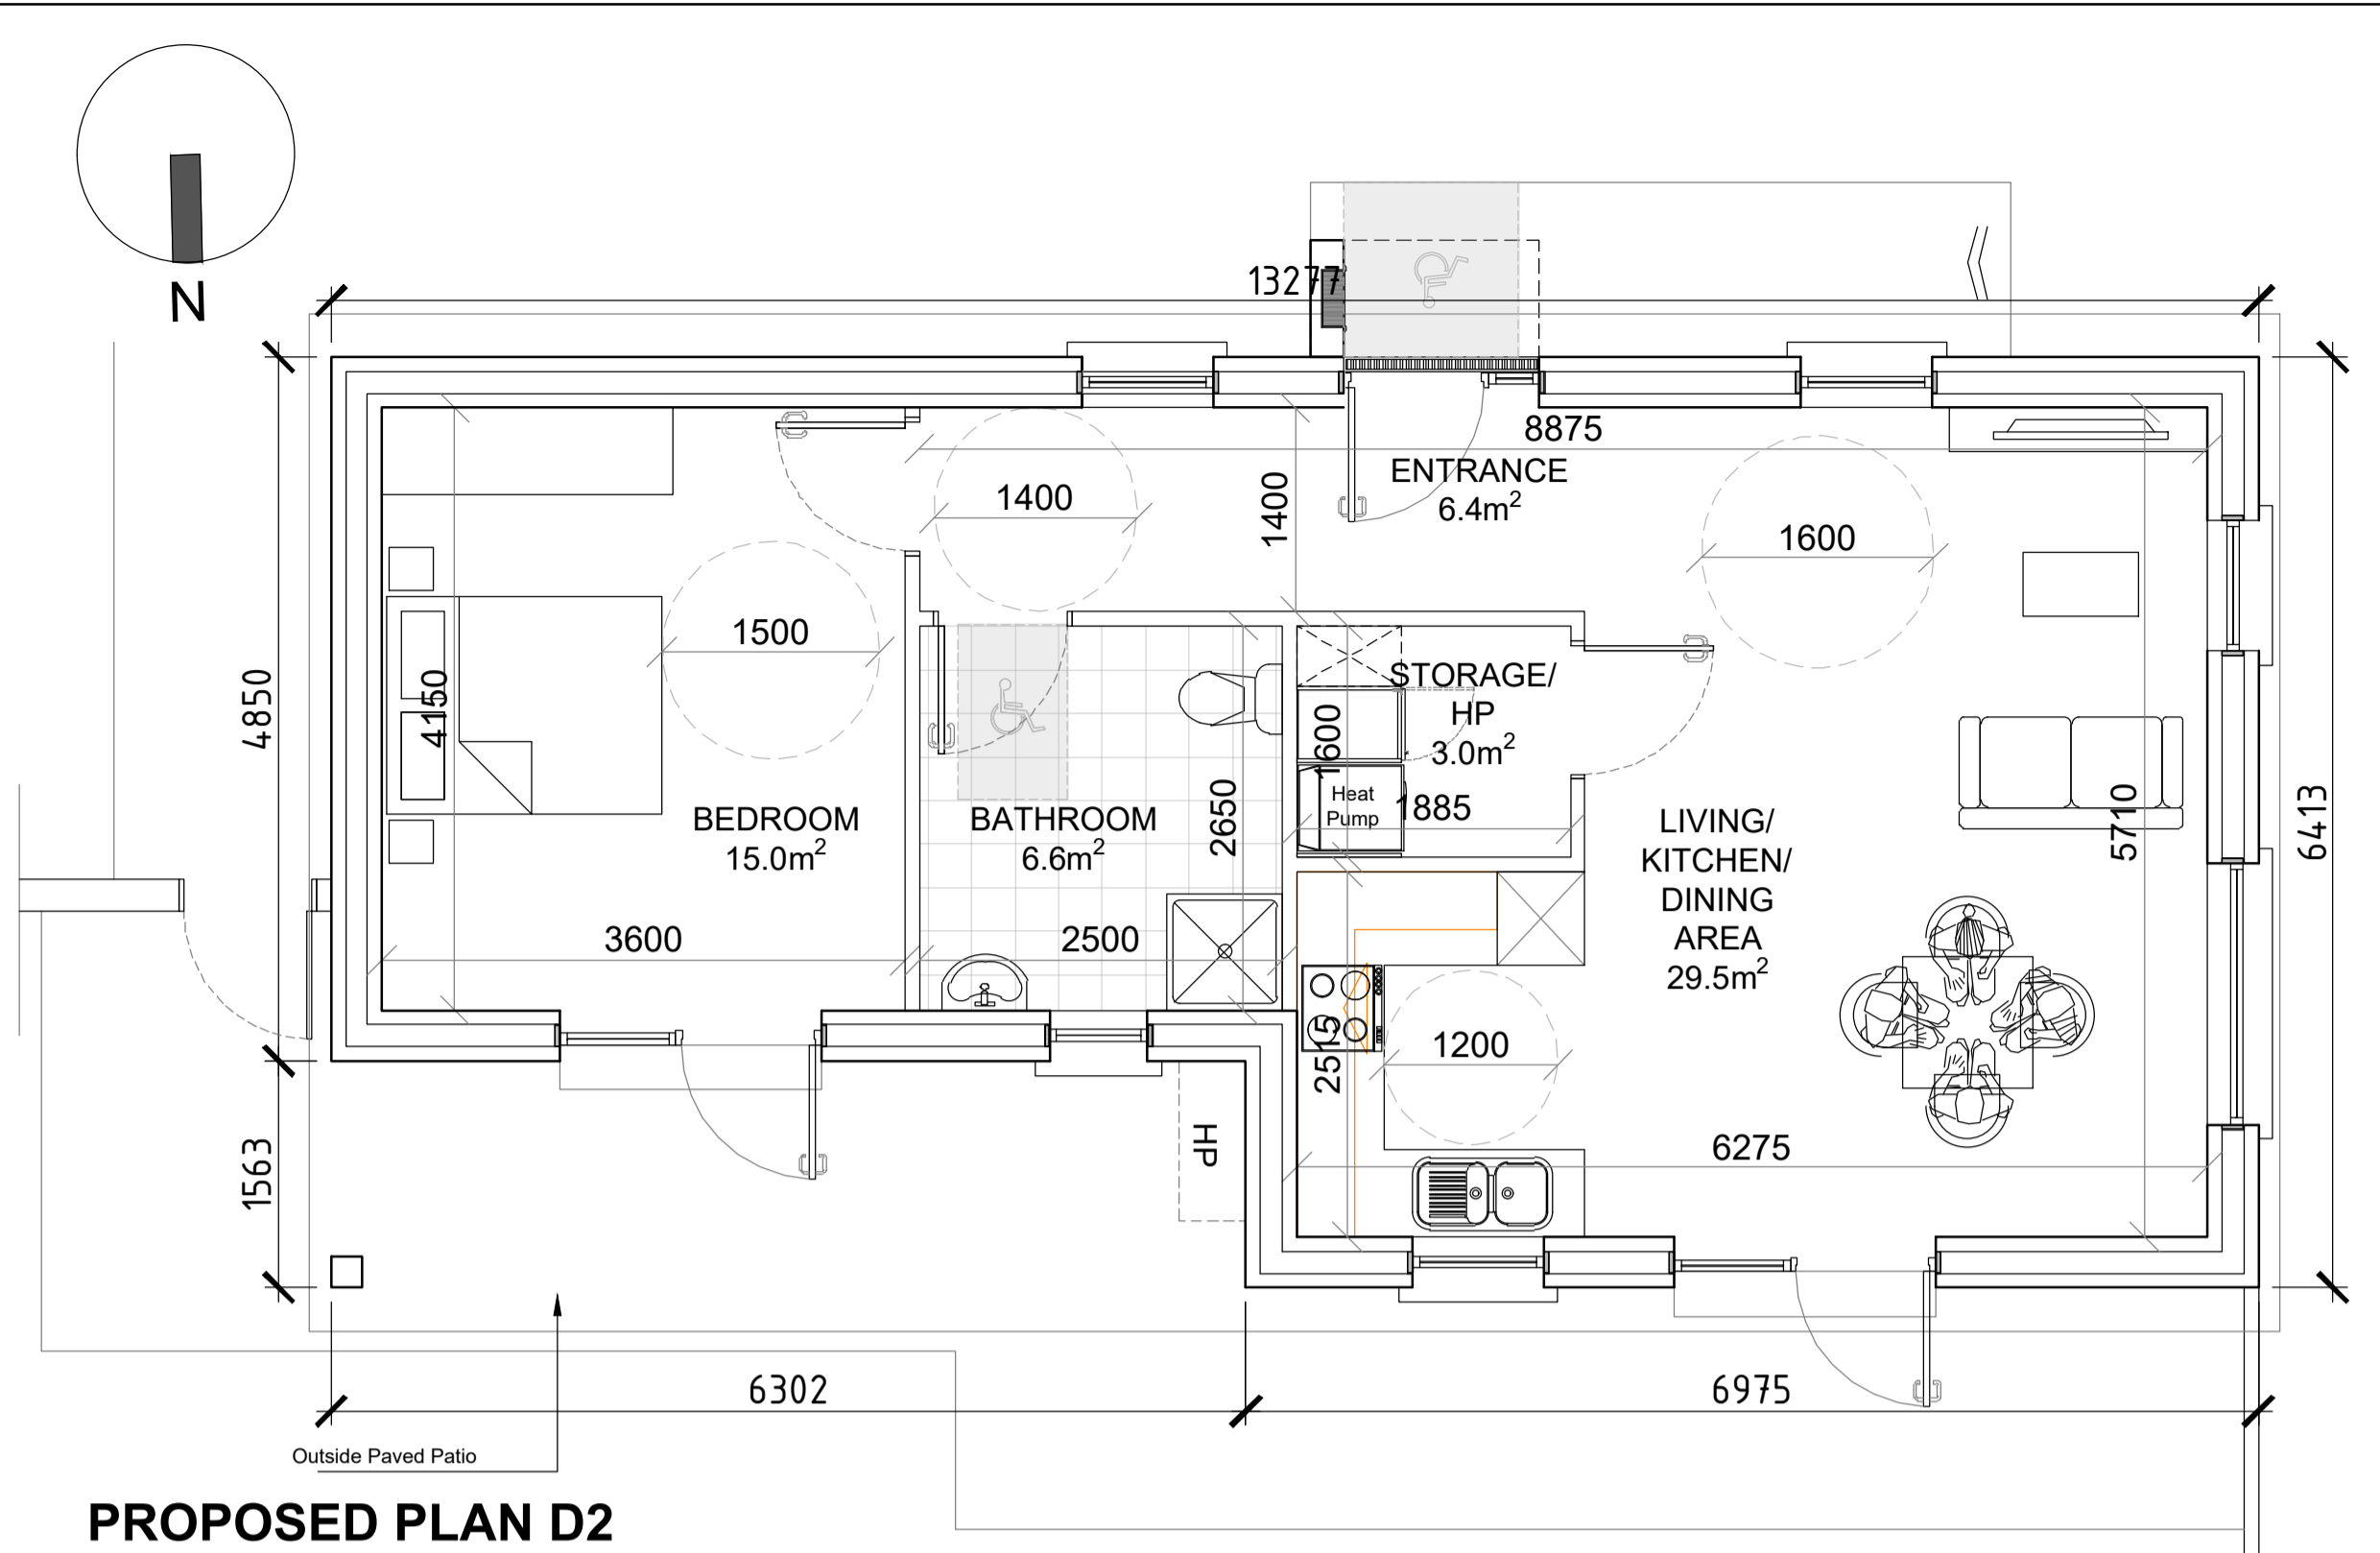 N
13277
8875
ENTRANCE
6.4m²
1400
1400
1600
1500
4850
4150
STORAGE/
HP
3.0m²
1600
Heat
Pump
1885
BEDROOM
15.0m²
BATHROOM
6.6m²
2650
LIVING/
KITCHEN/
DINING
AREA
29.5m²
5710
6413
3600
2500
2515
1200
1563
HP
6275
6302
6975
Outside Paved Patio
PROPOSED PLAN D2